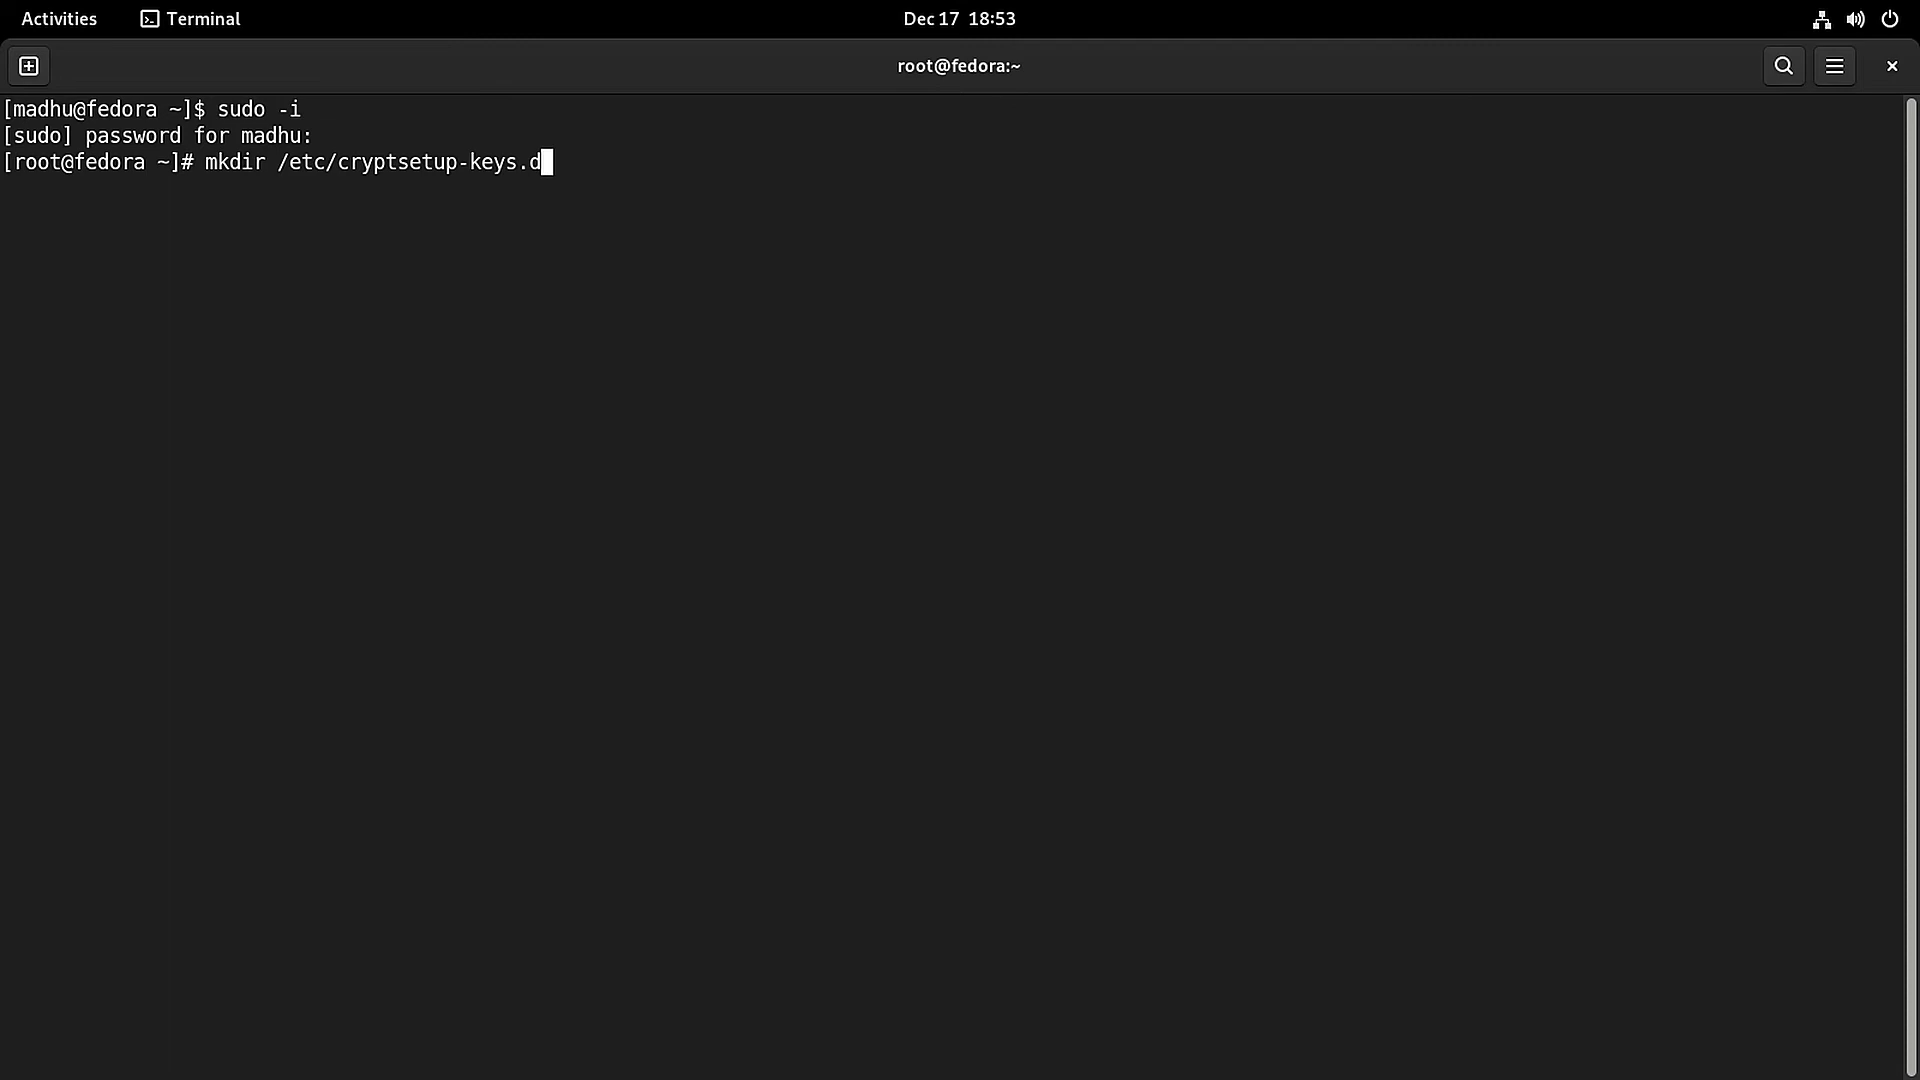 Activities Terminal Dec 17 18:53
root@fedora:~
[madhu@fedora ~]$ sudo -i
[sudo] password for madhu:
[root@fedora ~]# mkdir /etc/cryptsetup-keys.d